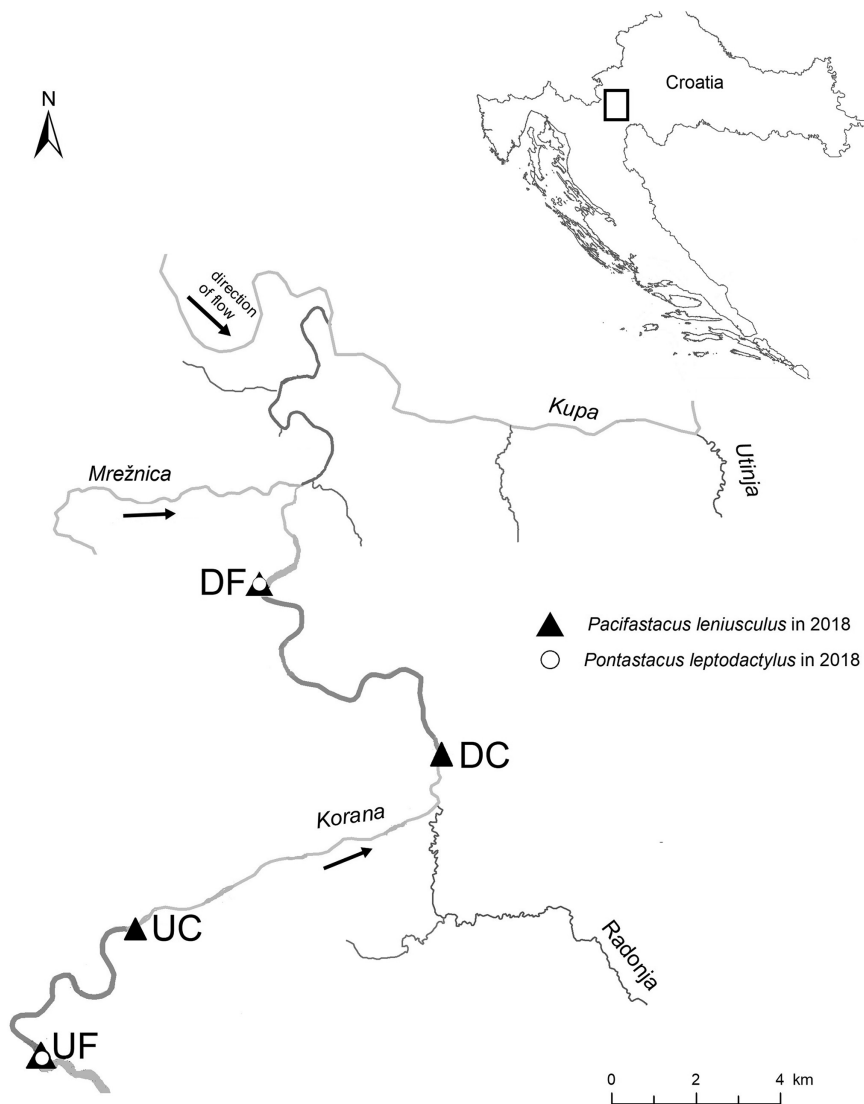 N
Croatia
direction
of flow
Kupa
Utinja
Mrežnica
DF
Pacifastacus leniusculus in 2018
Pontastacus leptodactylus in 2018
DC
Korana
UC
Radonja
UF
0 2 4 km